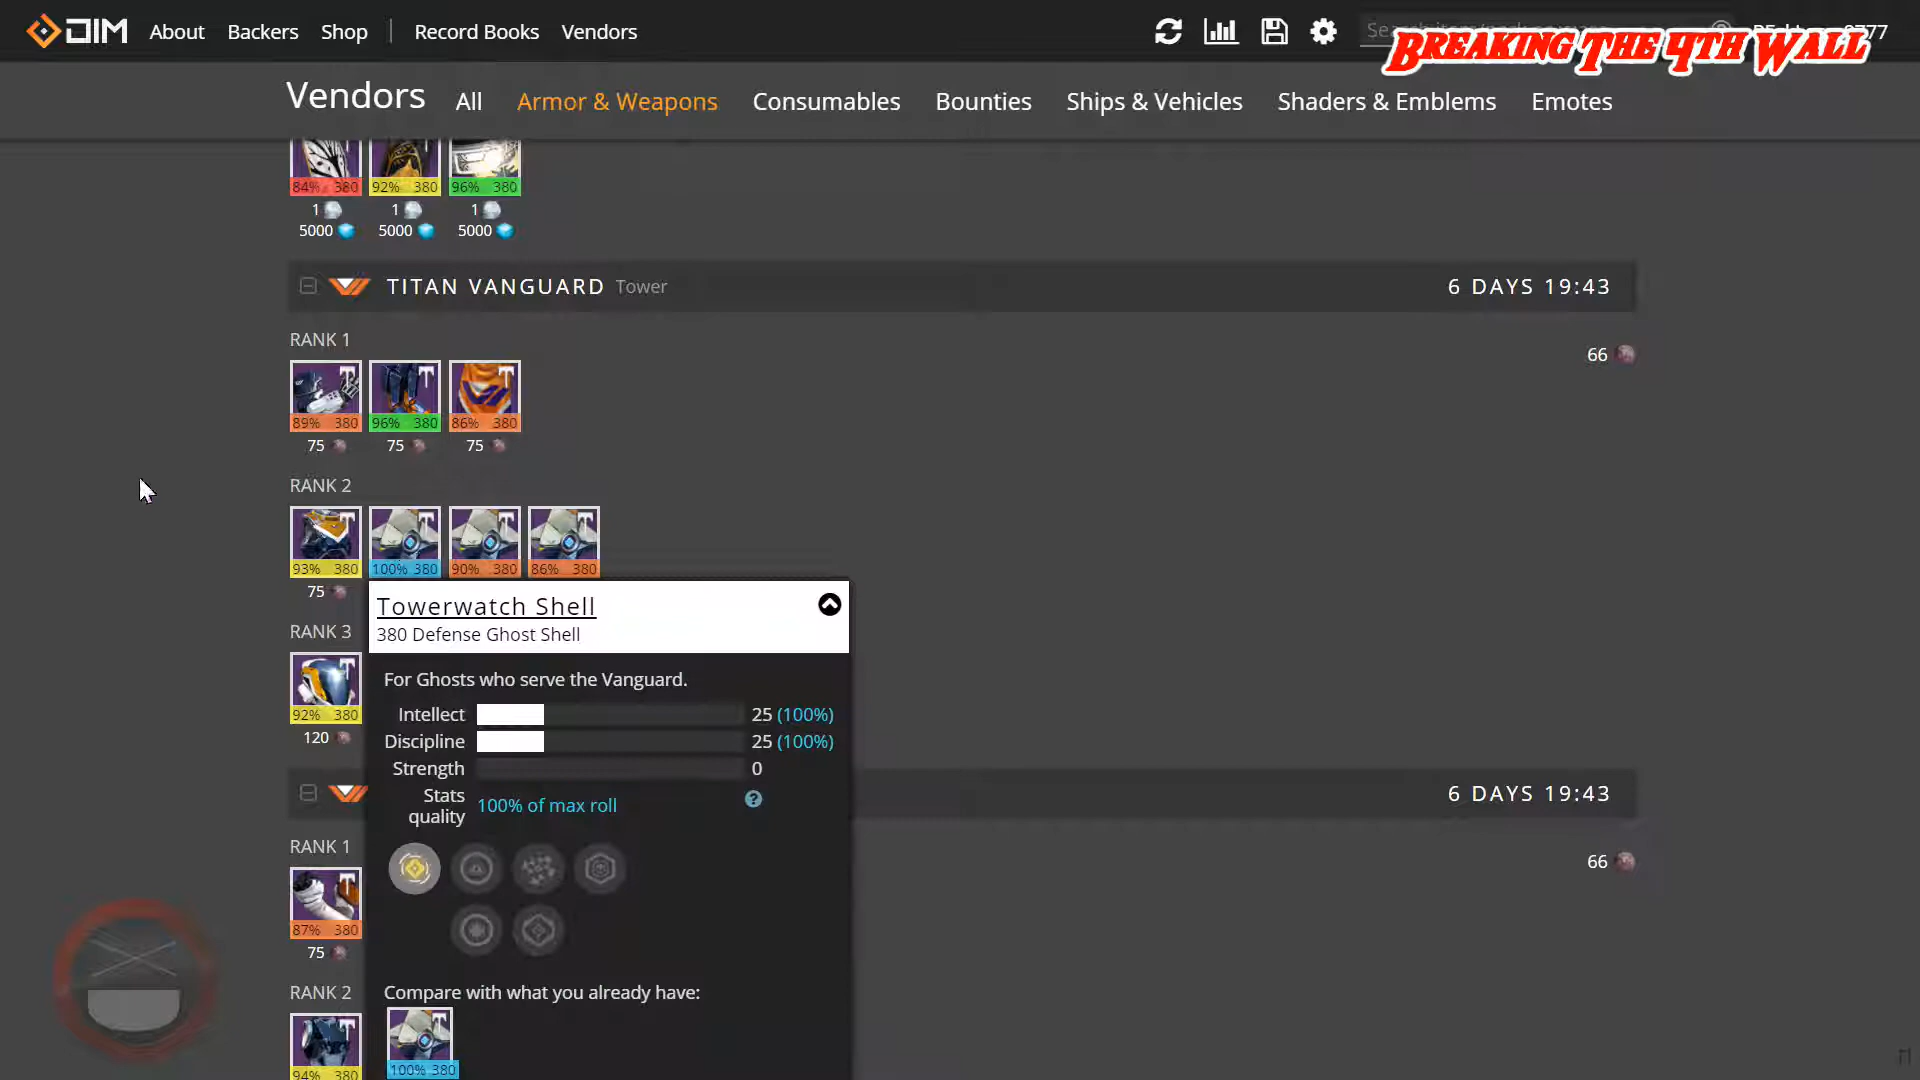 DIM About Backers Shop Record Books Vendors
Breaking The 4th Wall
Vendors All Armor & Weapons Consumables Bounties Ships & Vehicles Shaders & Emblems Emotes
84% 380 92% 380 96% 380
1 1 1
5000 5000 5000
TITAN VANGUARD Tower 6 DAYS 19:43
RANK 1
66
89% 380 96% 380 86% 380
75 75 75
RANK 2
93% 380 100% 380 90% 380 86% 380
75
Towerwatch Shell
380 Defense Ghost Shell
RANK 3
92% 380
120
For Ghosts who serve the Vanguard.
Intellect 25 (100%)
Discipline 25 (100%)
Strength 0
Stats quality 100% of max roll ?
6 DAYS 19:43
RANK 1
66
87% 380
75
RANK 2
94% 380
Compare with what you already have:
100% 380